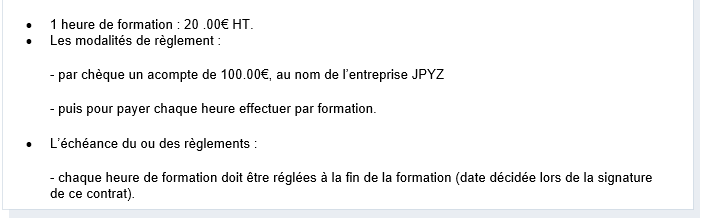 • 1 heure de formation : 20 .00€ HT.
• Les modalités de règlement :
- par chèque un acompte de 100.00€, au nom de l'entreprise JPYZ
- puis pour payer chaque heure effectuer par formation.
• L'échéance du ou des règlements :
- chaque heure de formation doit être réglées à la fin de la formation (date décidée lors de la signature
de ce contrat).